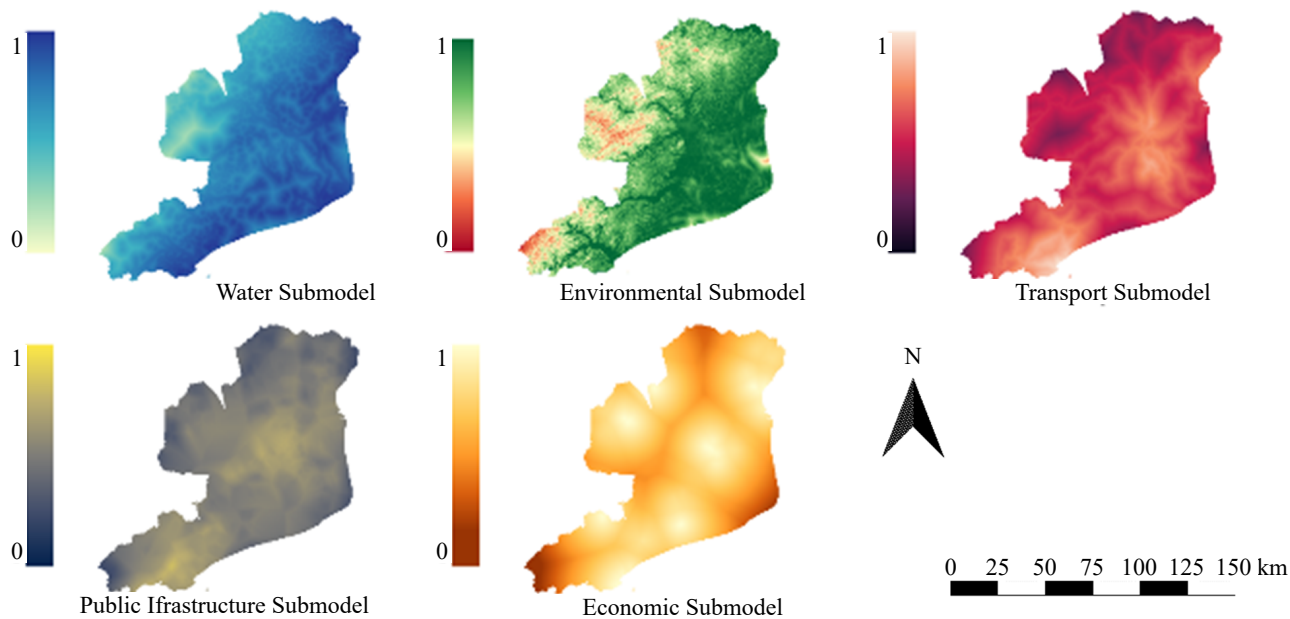 1
0
Water Submodel
1
0
Environmental Submodel
1
0
Transport Submodel
1
0
Public Ifrastructure Submodel
1
0
Economic Submodel
N
0 25 50 75 100 125 150 km